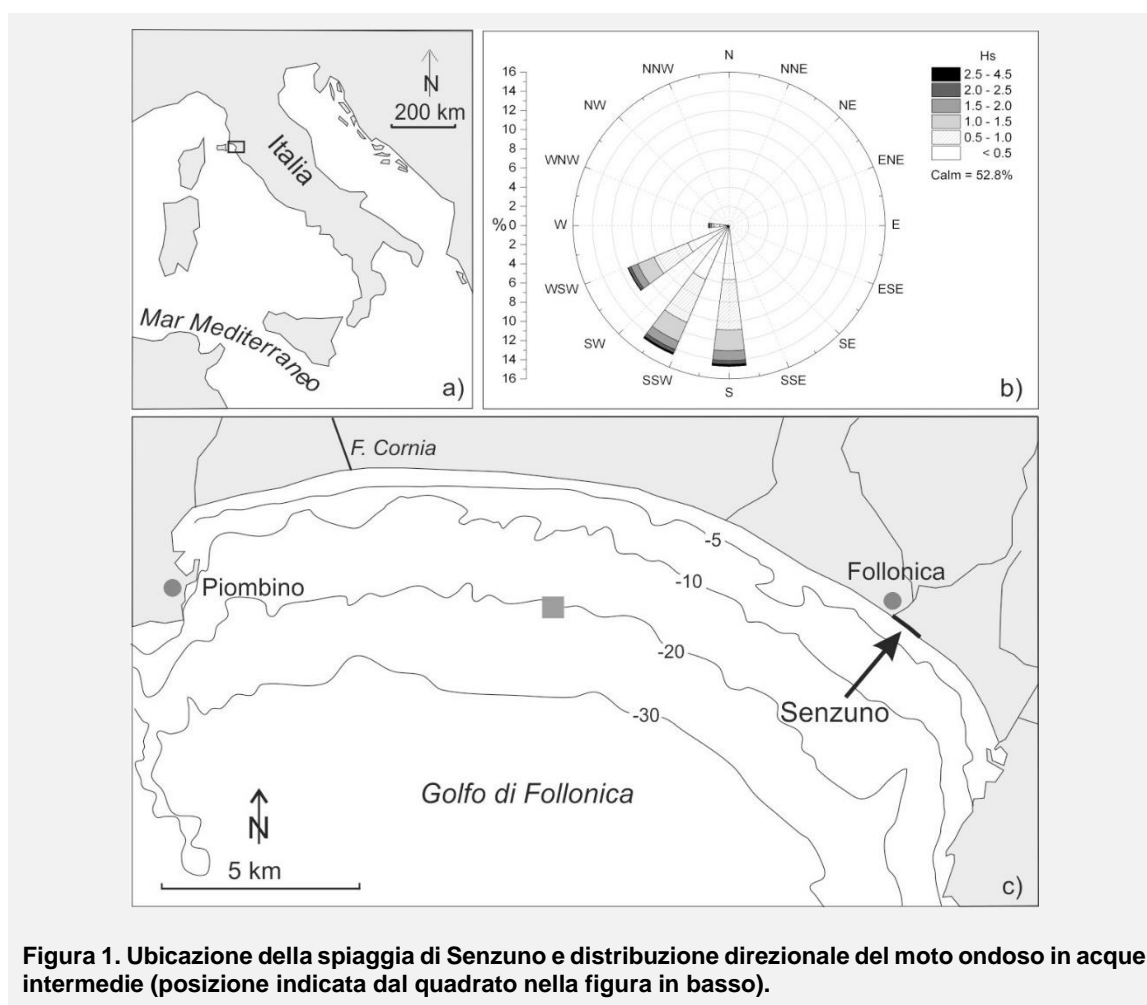 N
200 km
Italia
Mar Mediterraneo
a)
N
NNE
NE
ENE
E
ESE
SE
SSE
S
SSW
SW
WSW
W
WNW
NW
NNW
16
14
12
10
8
6
4
2
%0
2
4
6
8
10
12
14
16
Hs
2.5 - 4.5
2.0 - 2.5
1.5 - 2.0
1.0 - 1.5
0.5 - 1.0
< 0.5
Calm = 52.8%
b)
F. Cornia
Piombino
-5
-10
-20
-30
Follonica
Senzuno
Golfo di Follonica
N
5 km
c)
Figura 1. Ubicazione della spiaggia di Senzuno e distribuzione direzionale del moto ondoso in acque
intermedie (posizione indicata dal quadrato nella figura in basso).